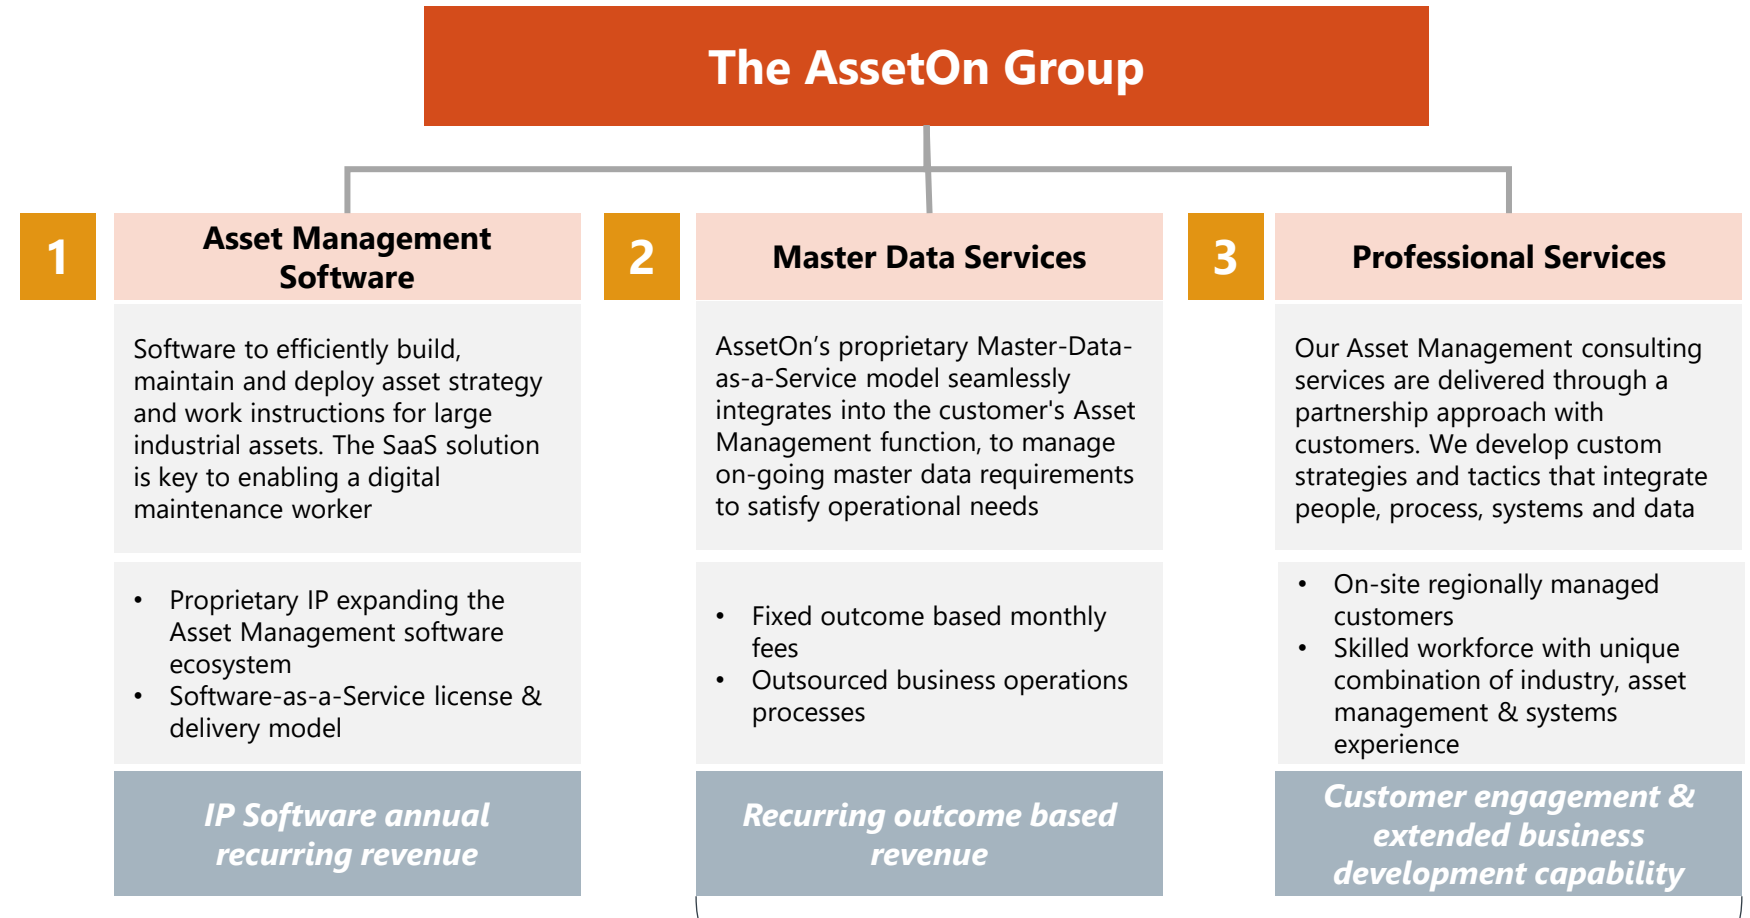 The AssetOn Group
1
Asset Management
Software
Software to efficiently build,
maintain and deploy asset strategy
and work instructions for large
industrial assets. The SaaS solution
is key to enabling a digital
maintenance worker
• Proprietary IP expanding the
Asset Management software
ecosystem
• Software-as-a-Service license &
delivery model
IP Software annual
recurring revenue
2
Master Data Services
AssetOn’s proprietary Master-Data-
as-a-Service model seamlessly
integrates into the customer's Asset
Management function, to manage
on-going master data requirements
to satisfy operational needs
• Fixed outcome based monthly
fees
• Outsourced business operations
processes
Recurring outcome based
revenue
3
Professional Services
Our Asset Management consulting
services are delivered through a
partnership approach with
customers. We develop custom
strategies and tactics that integrate
people, process, systems and data
• On-site regionally managed
customers
• Skilled workforce with unique
combination of industry, asset
management & systems
experience
Customer engagement &
extended business
development capability